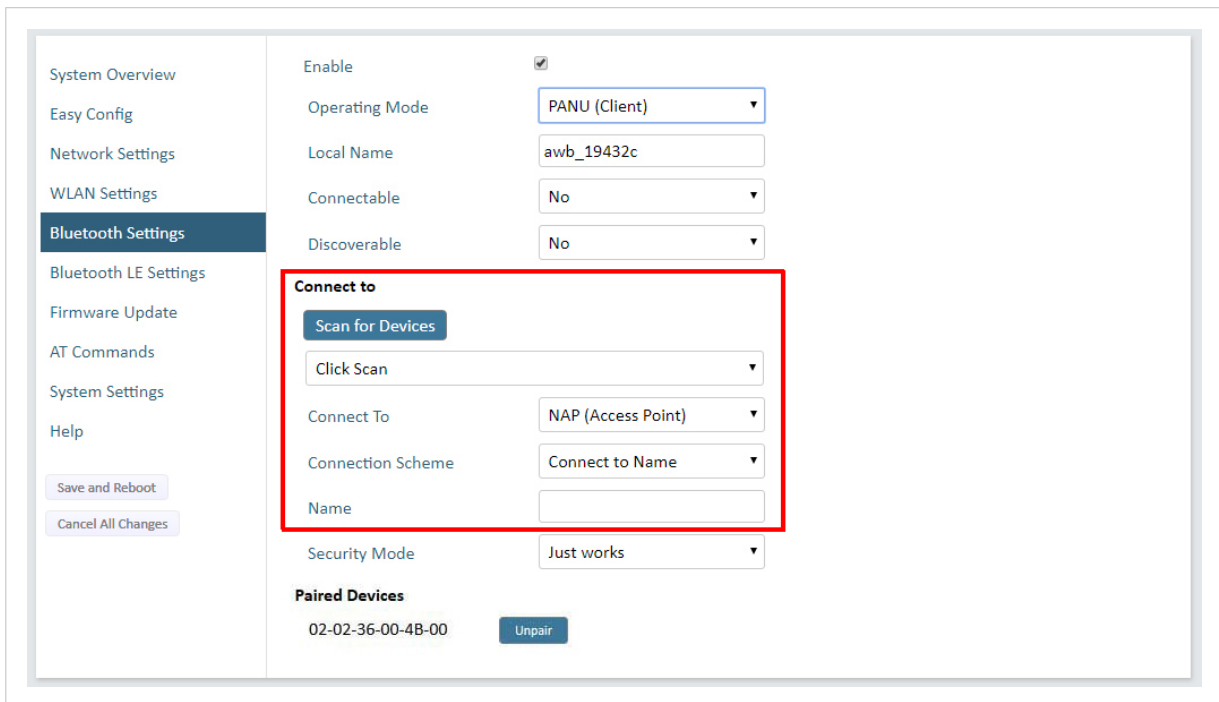 System Overview
Easy Config
Network Settings
WLAN Settings
Bluetooth Settings
Bluetooth LE Settings
Firmware Update
AT Commands
System Settings
Help
Save and Reboot
Cancel All Changes
Enable
Operating Mode PANU (Client)
Local Name awb_19432c
Connectable No
Discoverable No
Connect to
Scan for Devices
Click Scan
Connect To NAP (Access Point)
Connection Scheme Connect to Name
Name
Security Mode Just works
Paired Devices
02-02-36-00-4B-00 Unpair